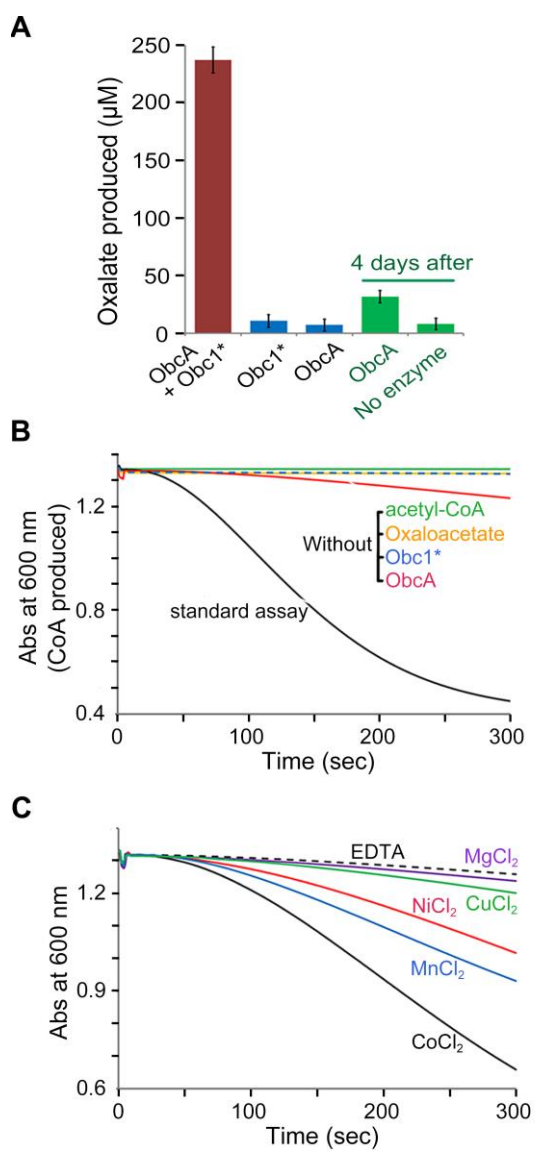 A
Oxalate produced (μM)
250
200
150
100
50
0
4 days after
ObcA
+ Obc1*
Obc1*
ObcA
ObcA
No enzyme
B
Abs at 600 nm
(CoA produced)
1.2
0.8
0.4
acetyl-CoA
Oxaloacetate
Without
Obc1*
ObcA
standard assay
0
100
200
300
Time (sec)
C
Abs at 600 nm
1.2
0.9
0.6
EDTA
MgCl₂
NiCl₂
CuCl₂
MnCl₂
CoCl₂
0
100
200
300
Time (sec)